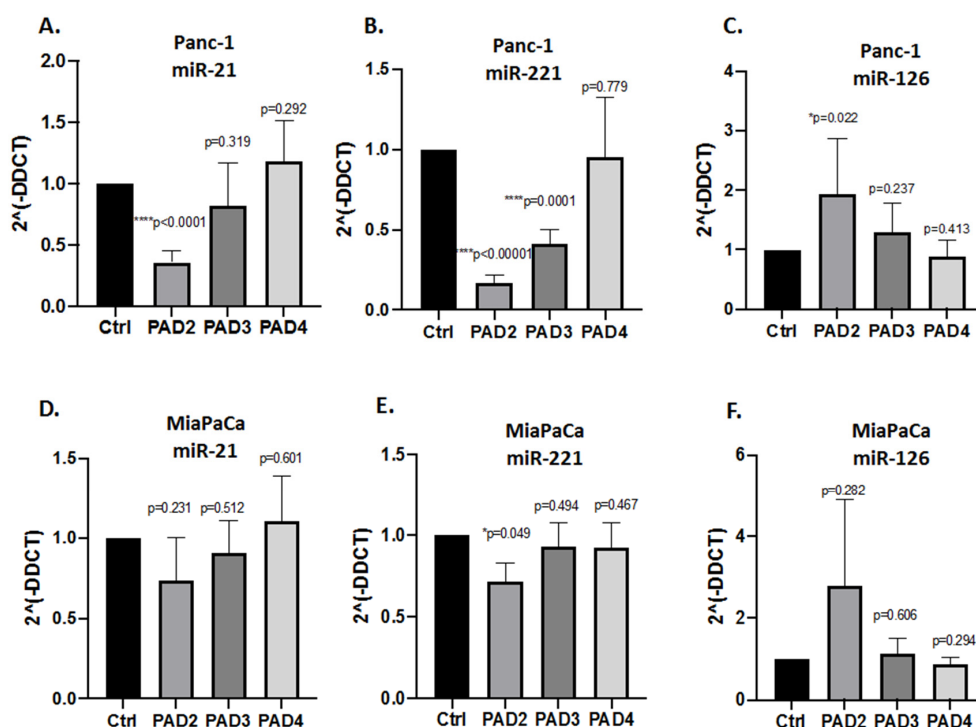 A.
Panc-1
miR-21
2^(-DDCT)
2.0
1.5
1.0
0.5
0.0
****p<0.0001
p=0.319
p=0.292
Ctrl PAD2 PAD3 PAD4
B.
Panc-1
miR-221
2^(-DDCT)
1.5
1.0
0.5
0.0
****p<.00001
****p=0.0001
p=0.779
Ctrl PAD2 PAD3 PAD4
C.
Panc-1
miR-126
2^(-DDCT)
4
3
2
1
0
*p=0.022
p=0.237
p=0.413
Ctrl PAD2 PAD3 PAD4
D.
MiaPaCa
miR-21
2^(-DDCT)
1.5
1.0
0.5
0.0
p=0.231
p=0.512
p=0.601
Ctrl PAD2 PAD3 PAD4
E.
MiaPaCa
miR-221
2^(-DDCT)
1.5
1.0
0.5
0.0
*p=0.049
p=0.494
p=0.467
Ctrl PAD2 PAD3 PAD4
F.
MiaPaCa
miR-126
2^(-DDCT)
6
4
2
0
p=0.282
p=0.606
p=0.294
Ctrl PAD2 PAD3 PAD4